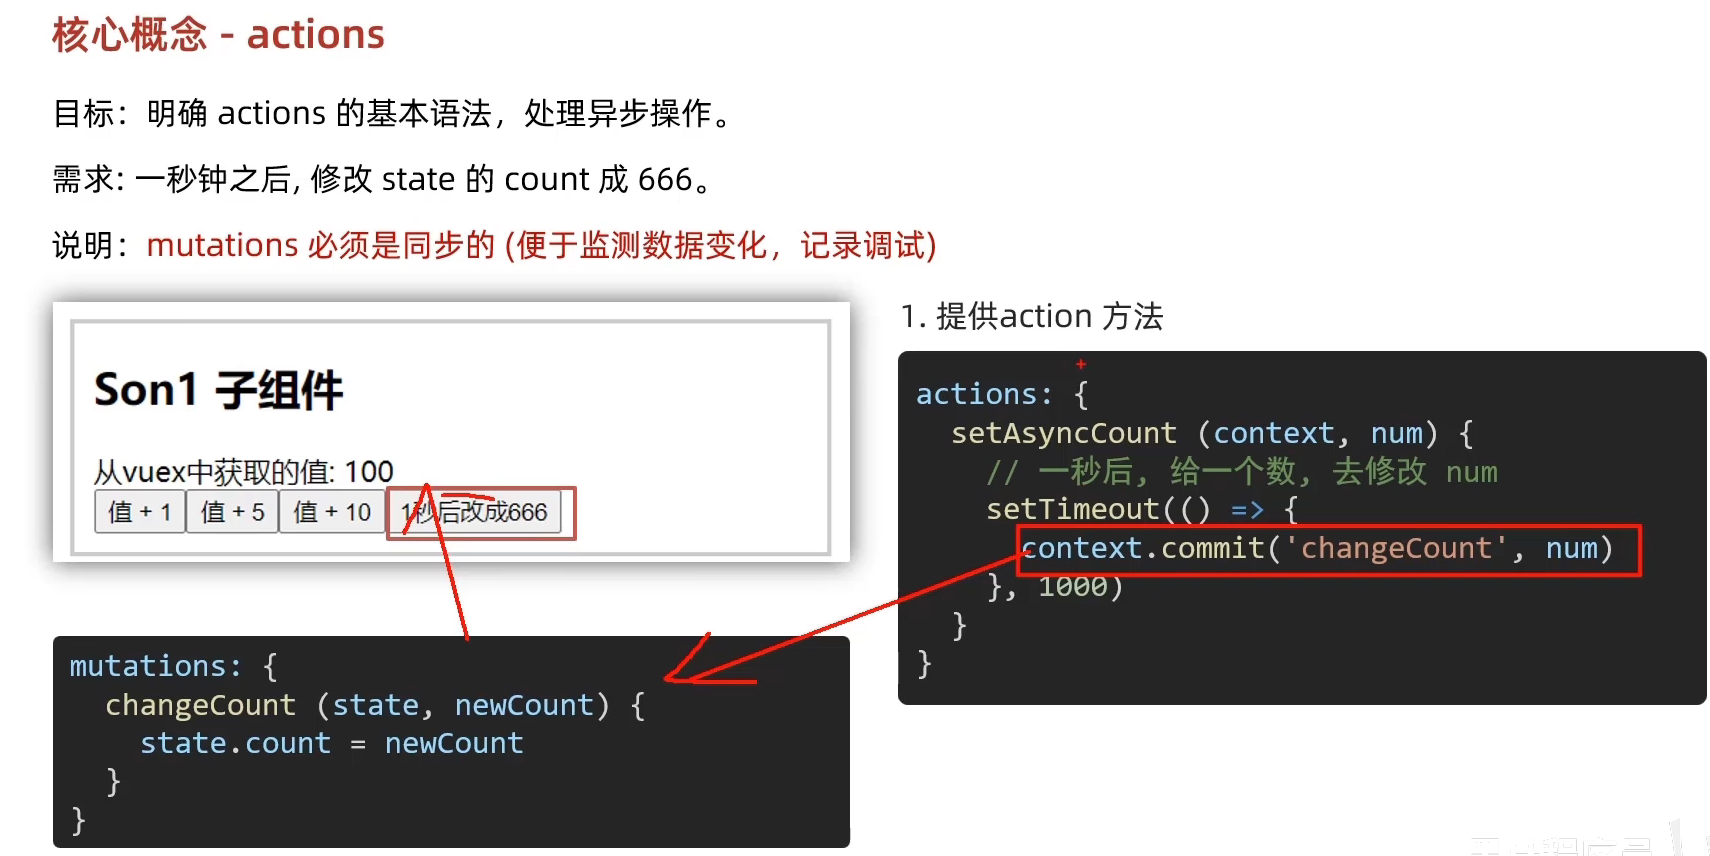 核心概念 - actions
目标：明确 actions 的基本语法，处理异步操作。
需求: 一秒钟之后, 修改 state 的 count 成 666。
说明：mutations 必须是同步的 (便于监测数据变化，记录调试)
Son1 子组件
从vuex中获取的值: 100
值 + 1 值 + 5 值 + 10 1秒后改成666
mutations: {
changeCount (state, newCount) {
state.count = newCount
}
}
1. 提供action 方法
actions: {
setAsyncCount (context, num) {
// 一秒后, 给一个数, 去修改 num
setTimeout(() => {
context.commit('changeCount', num)
}, 1000)
}
}